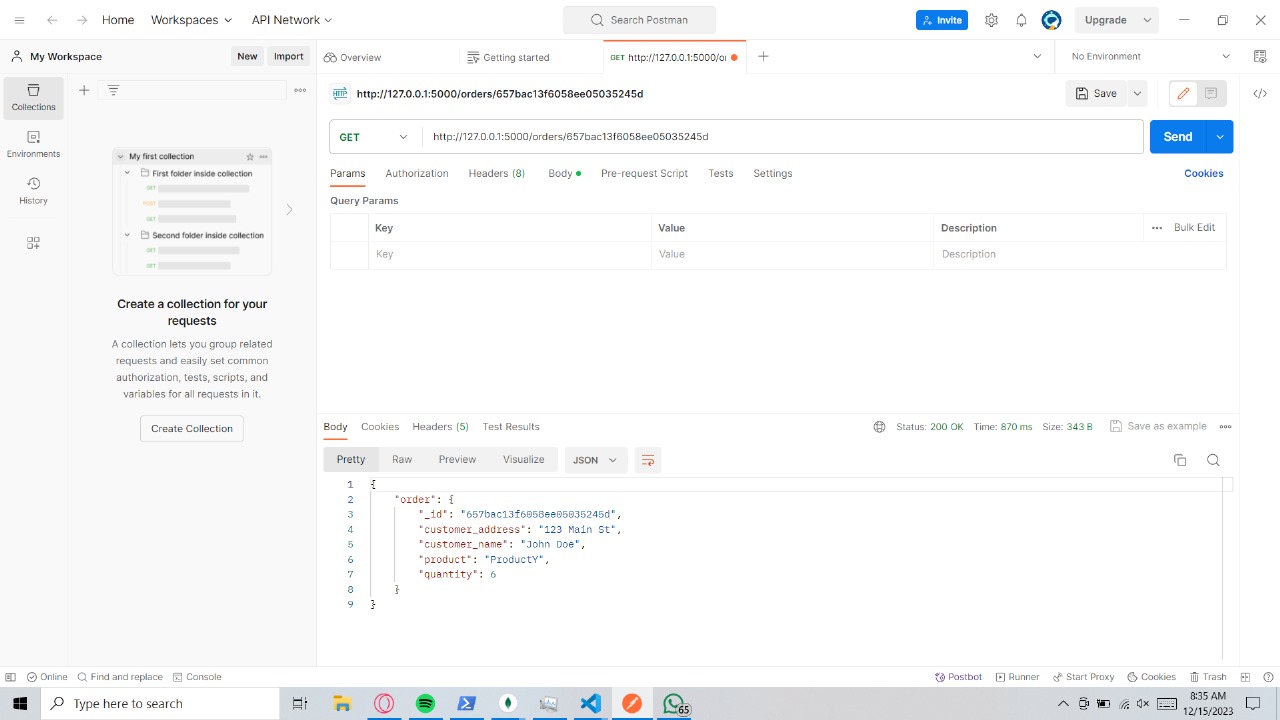 Home Workspaces API Network Search Postman Invite Upgrade
My Workspace New Import Overview Getting started GET http://127.0.0.1:5000/or No Environment
Collections
Environments
History
My first collection
First folder inside collection
GET
POST
GET
Second folder inside collection
GET
GET
Create a collection for your
requests
A collection lets you group related
requests and easily set common
authorization, tests, scripts, and
variables for all requests in it.
Create Collection
HTTP http://127.0.0.1:5000/orders/657bac13f6058ee05035245d Save
GET http://127.0.0.1:5000/orders/657bac13f6058ee05035245d Send
Params Authorization Headers (8) Body Pre-request Script Tests Settings Cookies
Query Params
Key Value Description Bulk Edit
Key Value Description
Body Cookies Headers (5) Test Results Status: 200 OK Time: 870 ms Size: 343 B Save as example
Pretty Raw Preview Visualize JSON
1 {
2 "order": {
3 "_id": "657bac13f6058ee05035245d",
4 "customer_address": "123 Main St",
5 "customer_name": "John Doe",
6 "product": "ProductY",
7 "quantity": 6
8 }
9 }
Online Find and replace Console Postbot Runner Start Proxy Cookies Trash
Type here to search 65 8:35 AM
12/15/2023